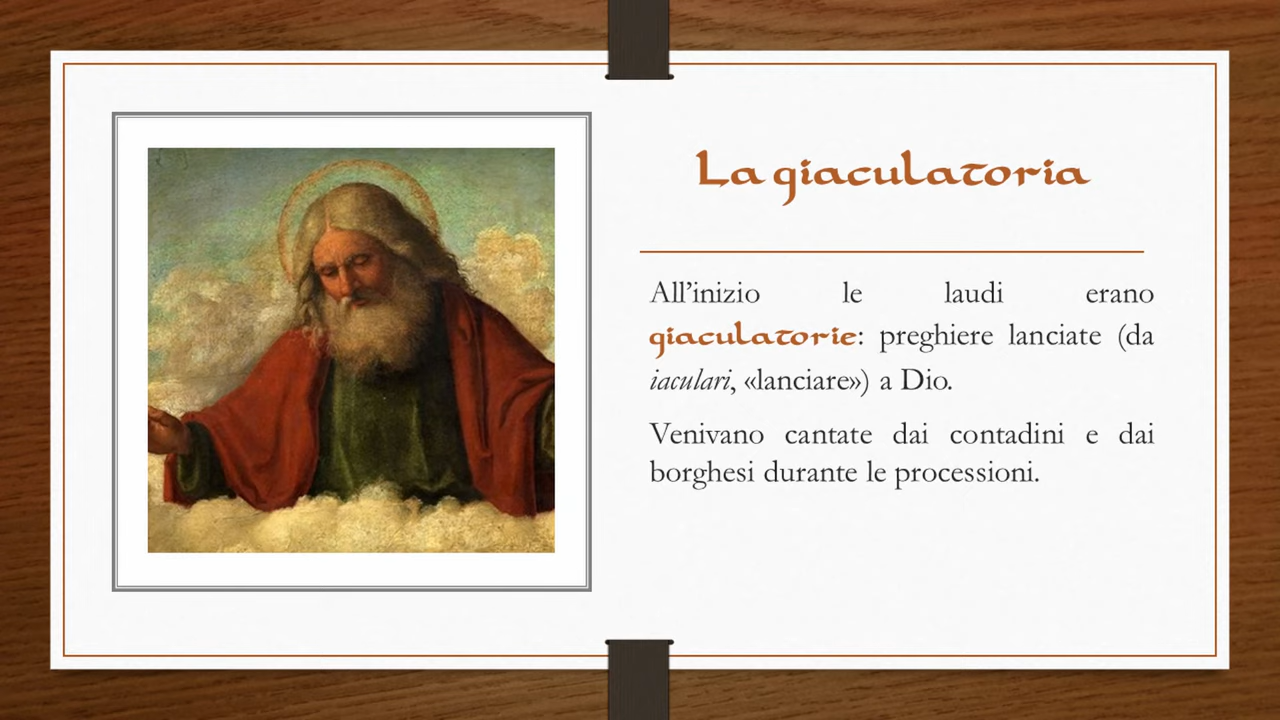 La giaculatoria
All’inizio le laudi erano
giaculatorie: preghiere lanciate (da
iaculari, «lanciare») a Dio.
Venivano cantate dai contadini e dai
borghesi durante le processioni.